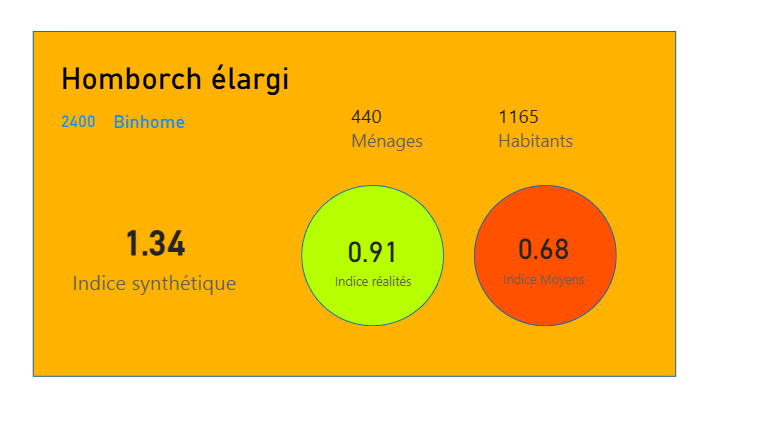 Homborch élargi
2400 Binhome
440
Ménages
1165
Habitants
1.34
Indice synthétique
0.91
Indice réalités
0.68
Indice Moyens